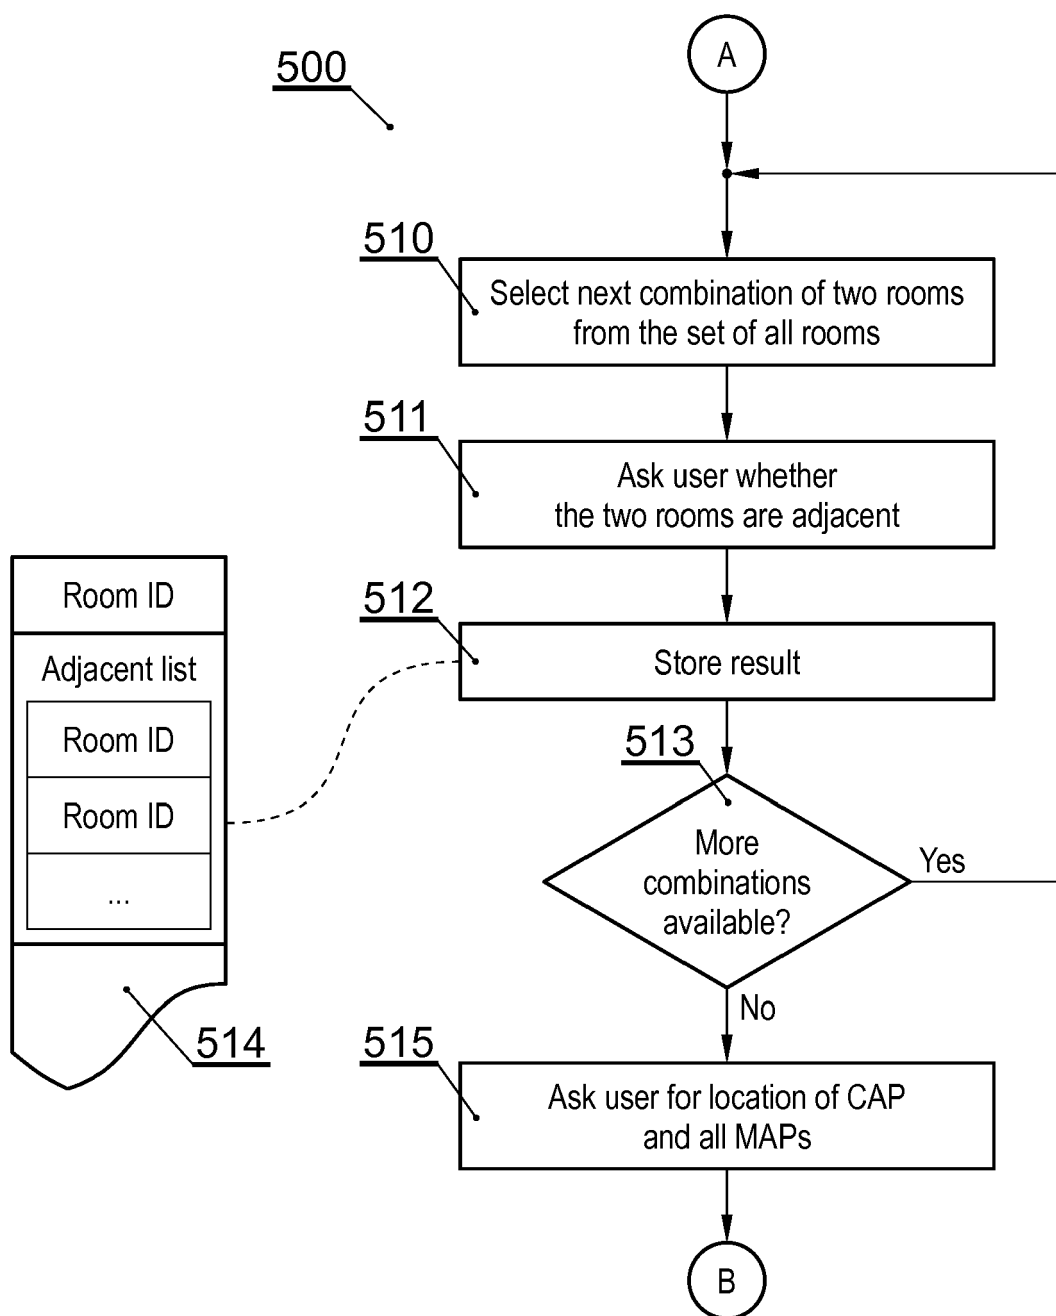 A
500
510
Select next combination of two rooms
from the set of all rooms
511
Ask user whether
the two rooms are adjacent
Room ID
Adjacent list
Room ID
Room ID
...
514
512
Store result
513
More
combinations
available?
Yes
No
515
Ask user for location of CAP
and all MAPs
B